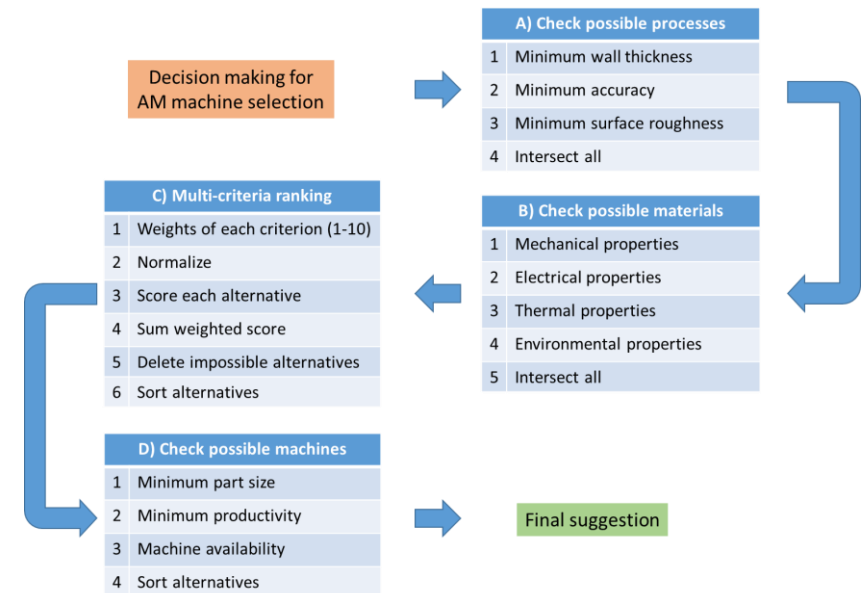 Decision making for
AM machine selection
A) Check possible processes
1 Minimum wall thickness
2 Minimum accuracy
3 Minimum surface roughness
4 Intersect all
B) Check possible materials
1 Mechanical properties
2 Electrical properties
3 Thermal properties
4 Environmental properties
5 Intersect all
C) Multi-criteria ranking
1 Weights of each criterion (1-10)
2 Normalize
3 Score each alternative
4 Sum weighted score
5 Delete impossible alternatives
6 Sort alternatives
D) Check possible machines
1 Minimum part size
2 Minimum productivity
3 Machine availability
4 Sort alternatives
Final suggestion